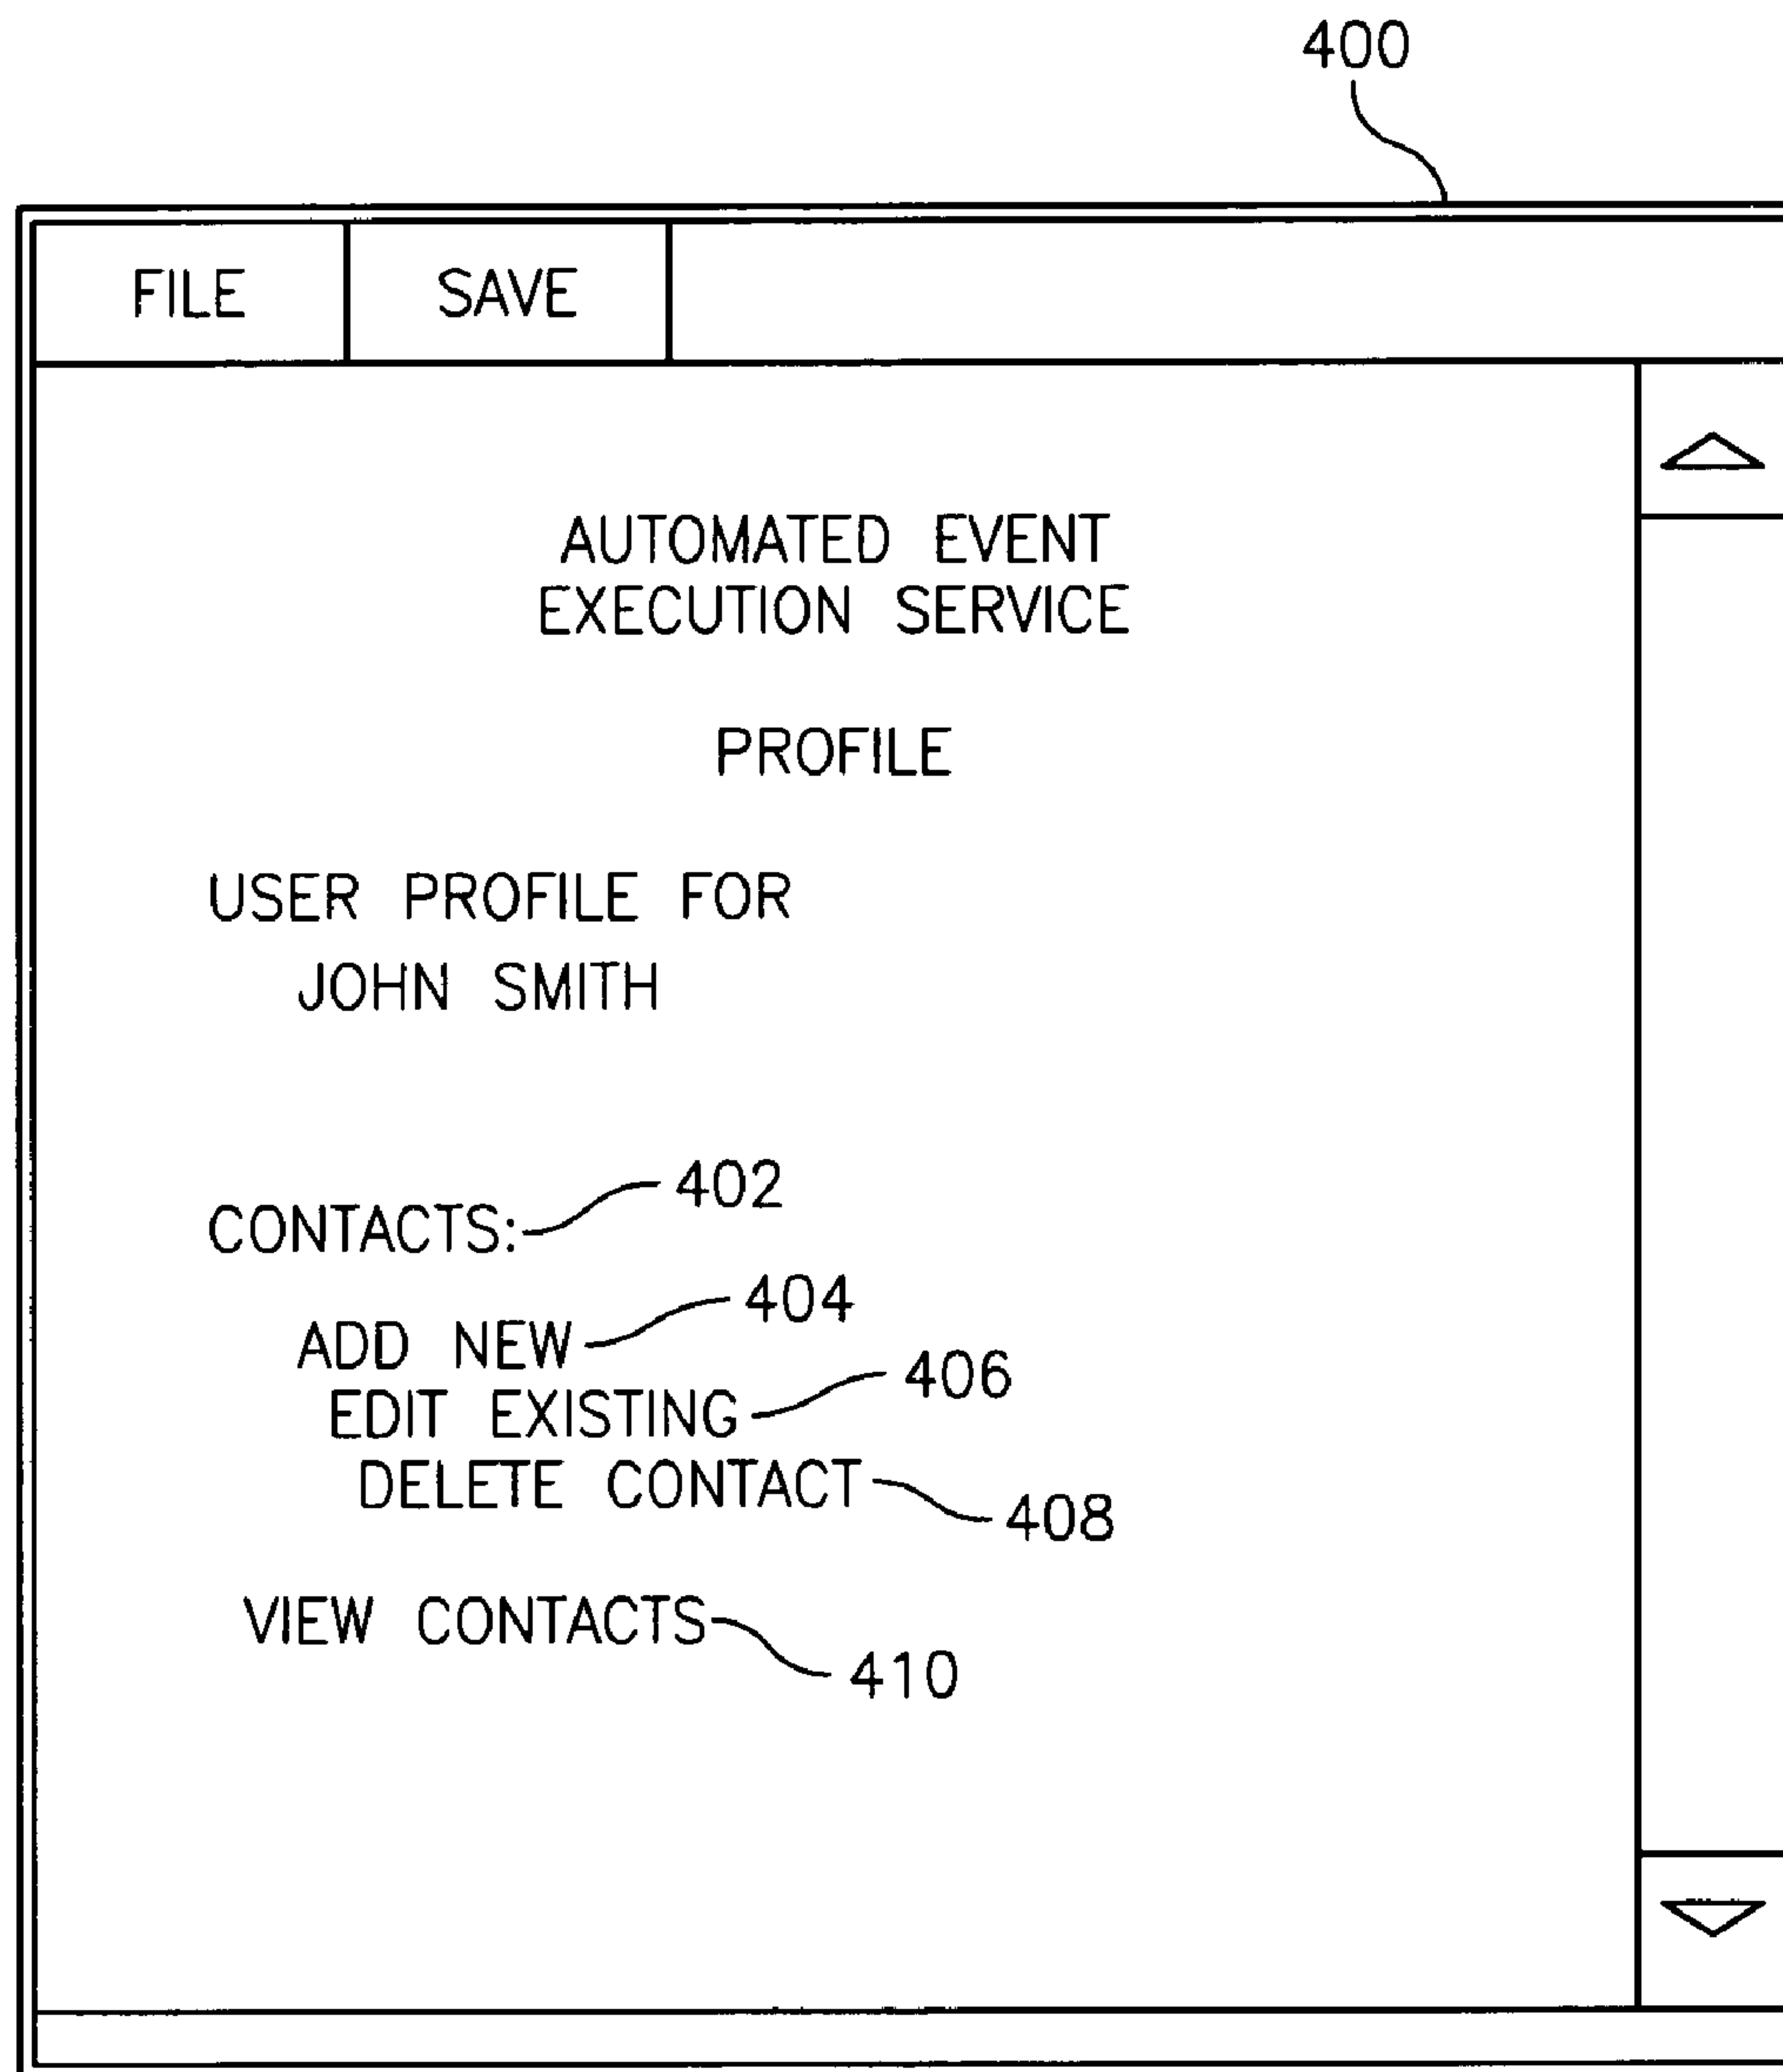 400
FILE SAVE
AUTOMATED EVENT
EXECUTION SERVICE
PROFILE
USER PROFILE FOR
JOHN SMITH
402
CONTACTS:
404
ADD NEW
406
EDIT EXISTING
DELETE CONTACT
408
VIEW CONTACTS
410